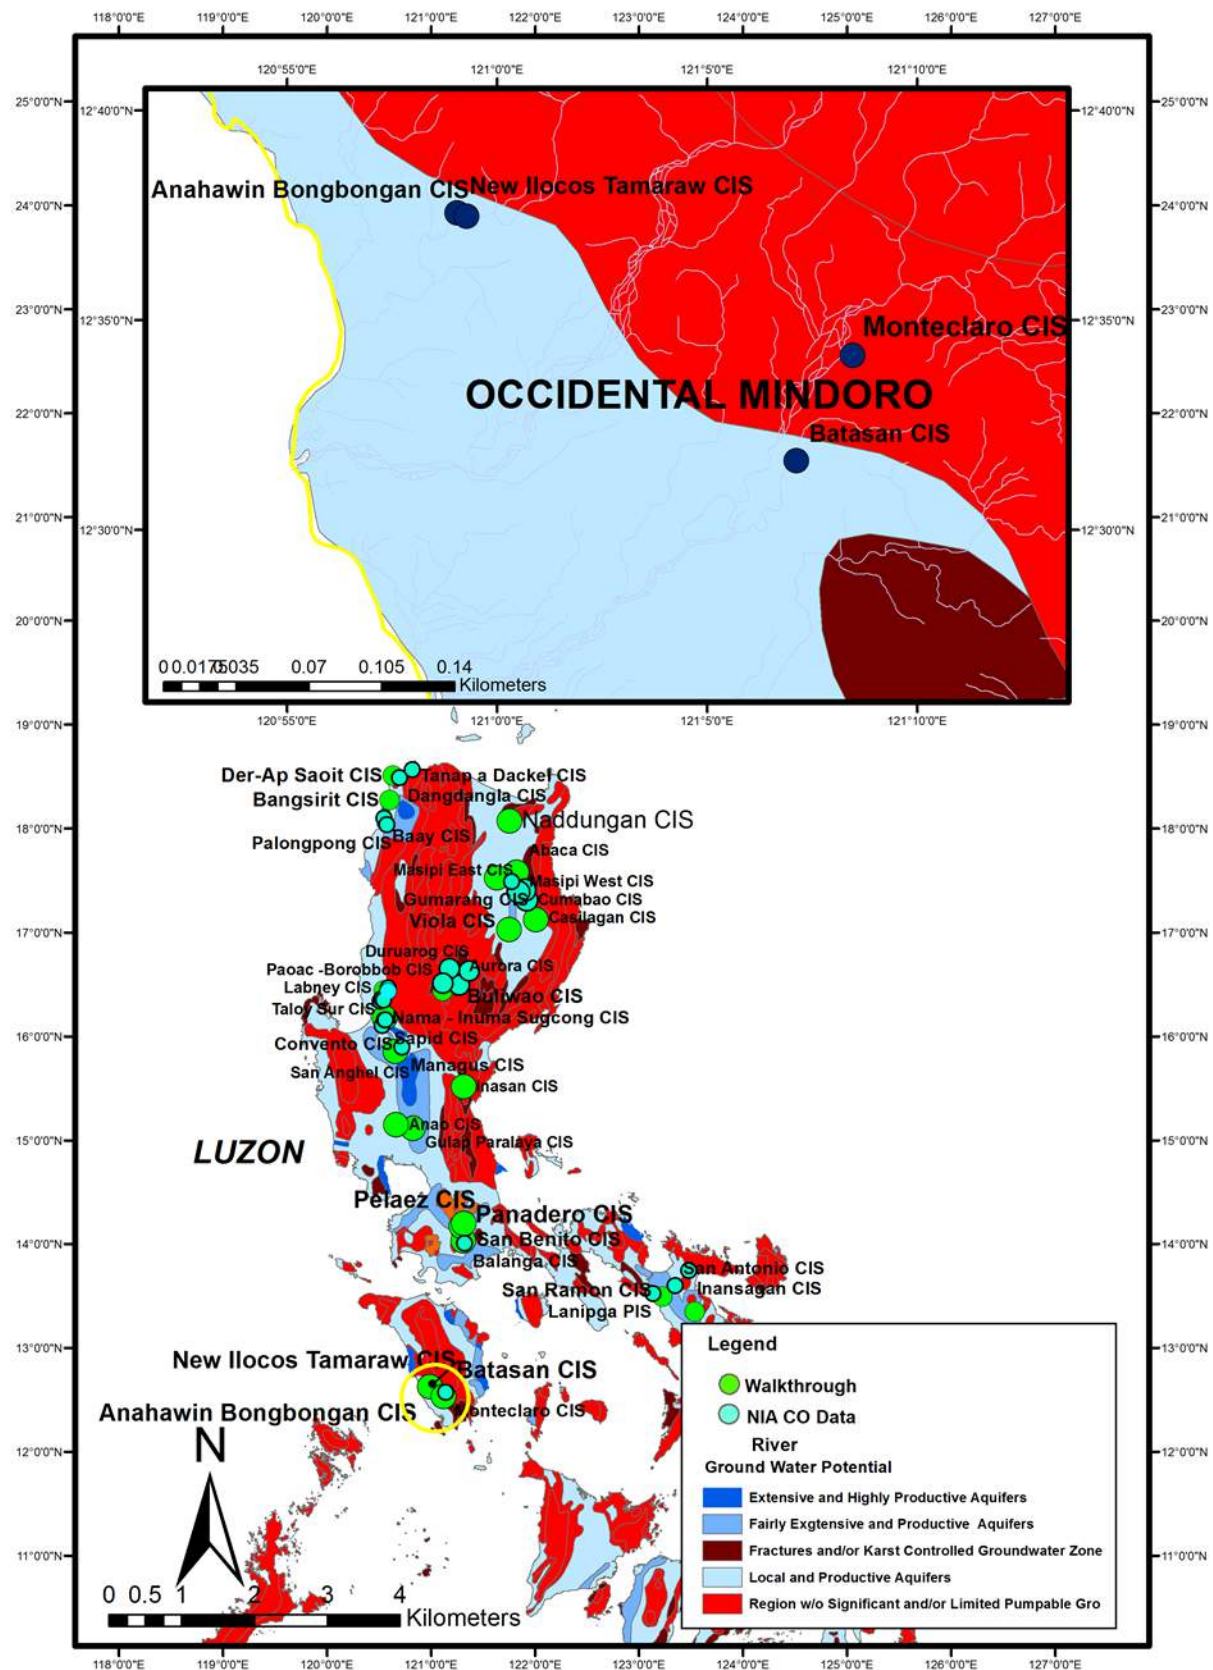 118°0'0"E 119°0'0"E 120°0'0"E 121°0'0"E 122°0'0"E 123°0'0"E 124°0'0"E 125°0'0"E 126°0'0"E 127°0'0"E
120°55'0"E 121°0'0"E 121°5'0"E 121°10'0"E
25°0'0"N 25°0'0"N
12°40'0"N 12°40'0"N
Anahawin Bongbongan CIS New Ilocos Tamaraw CIS
24°0'0"N 24°0'0"N
23°0'0"N 23°0'0"N
12°35'0"N 12°35'0"N
Monteclaro CIS
OCCIDENTAL MINDORO
22°0'0"N 22°0'0"N
Batasan CIS
21°0'0"N 21°0'0"N
12°30'0"N 12°30'0"N
20°0'0"N 20°0'0"N
0 0.0175 0.035 0.07 0.105 0.14
Kilometers
120°55'0"E 121°0'0"E 121°5'0"E 121°10'0"E
19°0'0"N 19°0'0"N
Der-Ap Saoit CIS Tanap a Dackel CIS
Bangsirit CIS Dangdangla CIS
Naddungan CIS
18°0'0"N 18°0'0"N
Palongpong CIS Baay CIS
Abaca CIS
Masipi East CIS
Masipi West CIS
Gumarang CIS Cumabao CIS
Viola CIS Casilagan CIS
17°0'0"N 17°0'0"N
Duruarog CIS
Paoac -Borobbob CIS Aurora CIS
Labney CIS
Buliwao CIS
Taloy Sur CIS
Nama - Inuma Sugcong CIS
16°0'0"N 16°0'0"N
Convento CIS Sapid CIS
San Anghel CIS Managus CIS
Inasan CIS
Anao CIS
15°0'0"N 15°0'0"N
Gulap Paralaya CIS
LUZON
Pelaez CIS
Panadero CIS
14°0'0"N 14°0'0"N
San Benito CIS
Balanga CIS
San Antonio CIS
San Ramon CIS Inansagan CIS
Lanipga PIS
13°0'0"N 13°0'0"N
New Ilocos Tamaraw CIS
Batasan CIS
Anahawin Bongbongan CIS Monteclaro CIS
12°0'0"N 12°0'0"N
N
11°0'0"N 11°0'0"N
0 0.5 1 2 3 4
Kilometers
Legend
Walkthrough
NIA CO Data
River
Ground Water Potential
Extensive and Highly Productive Aquifers
Fairly Exgtensive and Productive Aquifers
Fractures and/or Karst Controlled Groundwater Zone
Local and Productive Aquifers
Region w/o Significant and/or Limited Pumpable Gro
118°0'0"E 119°0'0"E 120°0'0"E 121°0'0"E 122°0'0"E 123°0'0"E 124°0'0"E 125°0'0"E 126°0'0"E 127°0'0"E